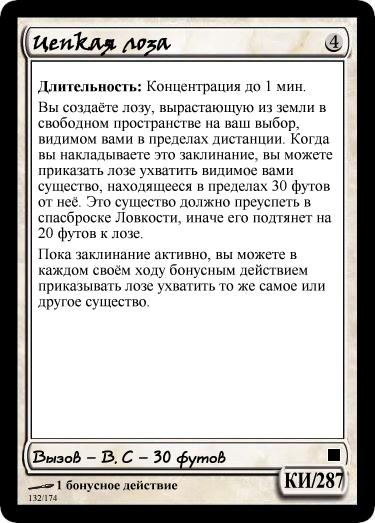 Цепкая лоза 4
Длительность: Концентрация до 1 мин.
Вы создаёте лозу, вырастающую из земли в
свободном пространстве на ваш выбор,
видимом вами в пределах дистанции. Когда
вы накладываете это заклинание, вы можете
приказать лозе ухватить видимое вами
существо, находящееся в пределах 30 футов
от неё. Это существо должно преуспеть в
спасброске Ловкости, иначе его подтянет на
20 футов к лозе.
Пока заклинание активно, вы можете в
каждом своём ходу бонусным действием
приказывать лозе ухватить то же самое или
другое существо.
Вызов – В, С – 30 футов
КИ/287
1 бонусное действие
132/174